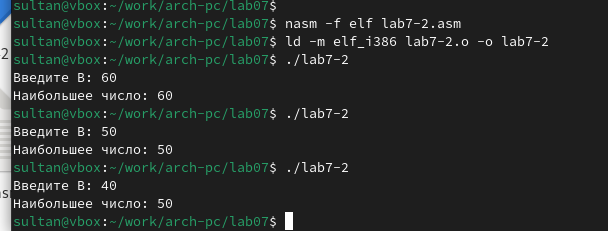 sultan@vbox:~/work/arch-pc/lab07$
sultan@vbox:~/work/arch-pc/lab07$ nasm -f elf lab7-2.asm
sultan@vbox:~/work/arch-pc/lab07$ ld -m elf_i386 lab7-2.o -o lab7-2
sultan@vbox:~/work/arch-pc/lab07$ ./lab7-2
Введите B: 60
Наибольшее число: 60
sultan@vbox:~/work/arch-pc/lab07$ ./lab7-2
Введите B: 50
Наибольшее число: 50
sultan@vbox:~/work/arch-pc/lab07$ ./lab7-2
Введите B: 40
Наибольшее число: 50
sultan@vbox:~/work/arch-pc/lab07$